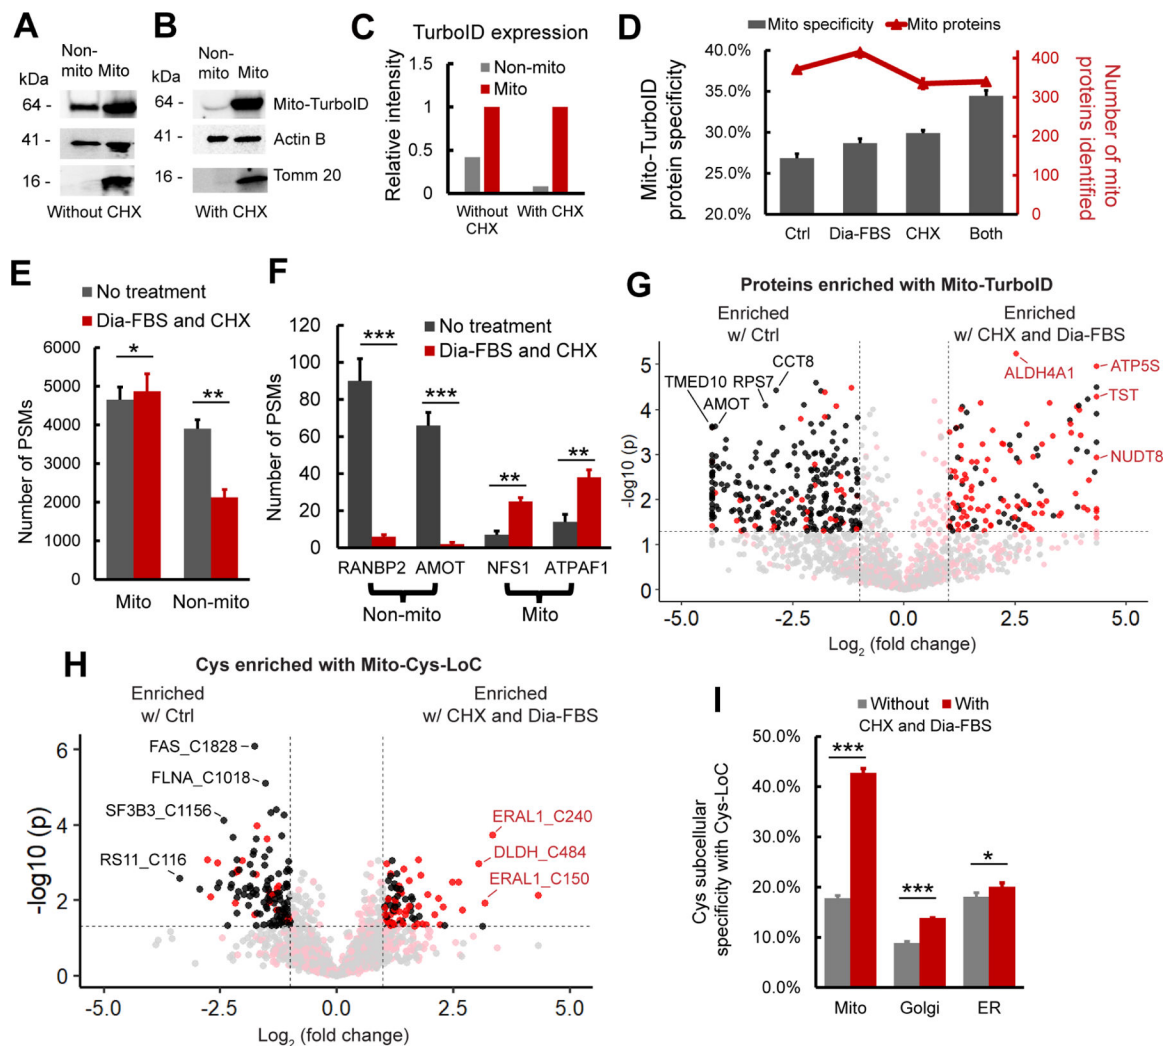 A
Non-
mito Mito
kDa
64 -
41 -
16 -
Without CHX
B
Non-
mito Mito
kDa
64 -
41 -
16 -
Mito-TurboID
Actin B
Tomm 20
With CHX
C
TurboID expression
Non-mito
Mito
Relative intensity
1.5
1
0.5
0
Without
CHX
With CHX
D
Mito specificity
Mito proteins
Mito-TurboID
protein specificity
40.0%
35.0%
30.0%
25.0%
20.0%
Ctrl Dia-FBS CHX Both
400
300
200
100
0
Number of mito
proteins identified
E
No treatment
Dia-FBS and CHX
Number of PSMs
6000
5000
4000
3000
2000
1000
0
*
**
Mito Non-mito
F
No treatment
Dia-FBS and CHX
Number of PSMs
120
100
80
60
40
20
0
***
***
**
**
RANBP2 AMOT NFS1 ATPAF1
Non-mito Mito
G
Proteins enriched with Mito-TurboID
Enriched
w/ Ctrl
Enriched
w/ CHX and Dia-FBS
CCT8
TMED10 RPS7
AMOT
ALDH4A1
ATP5S
TST
NUDT8
-log10 (p)
5
4
3
2
1
0
-5.0 -2.5 0.0 2.5 5.0
Log2 (fold change)
H
Cys enriched with Mito-Cys-LoC
Enriched
w/ Ctrl
Enriched
w/ CHX and Dia-FBS
FAS_C1828
FLNA_C1018
SF3B3_C1156
RS11_C116
ERAL1_C240
DLDH_C484
ERAL1_C150
-log10 (p)
6
4
2
0
-5.0 -2.5 0.0 2.5 5.0
Log2 (fold change)
I
Without With
CHX and Dia-FBS
Cys subcellular
specificity with Cys-LoC
50.0%
40.0%
30.0%
20.0%
10.0%
0.0%
***
***
*
Mito Golgi ER